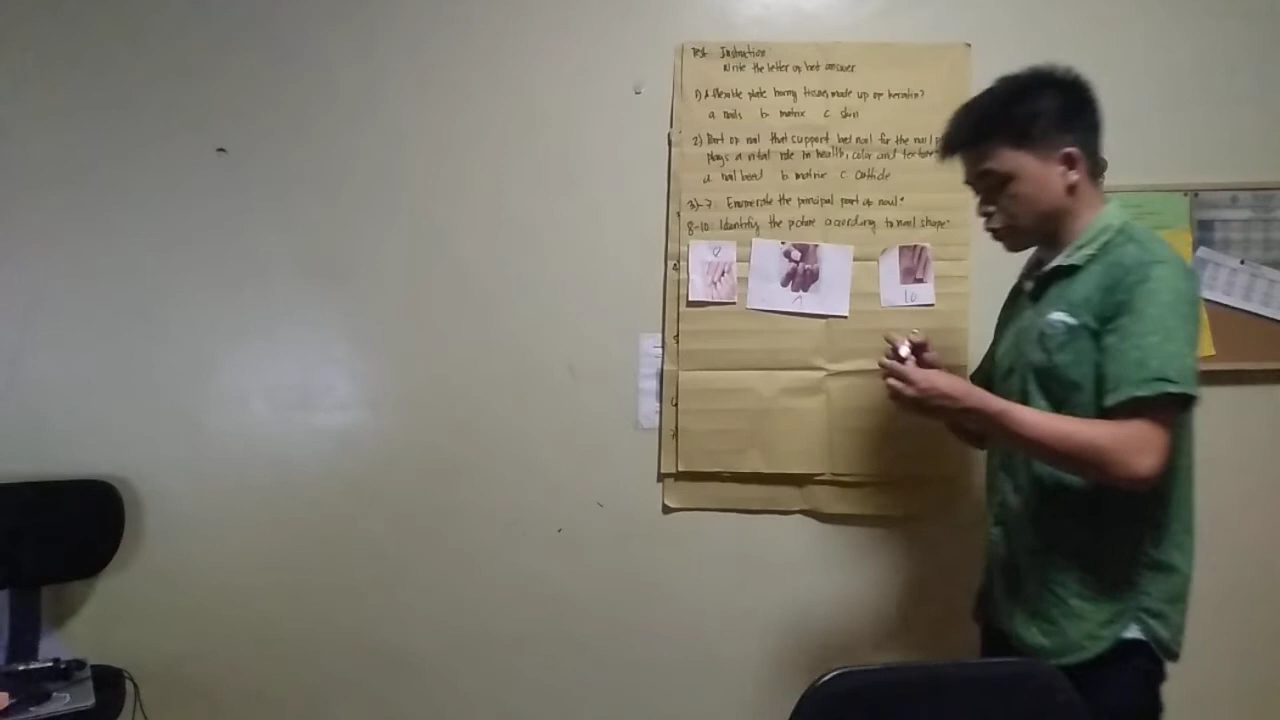 Test Instruction
Write the letter of best answer
1) A flexible plate horny tissue, made up of keratin?
a nails b matrix c skin
2) Part of nail that support bed nail for the nail p
plays a vital role in health, color and texture
a nail beed b. matrix c. cuticle
3)-7 Enumerate the principal part of nail?
8-10. Identify the picture according to nail shape
10